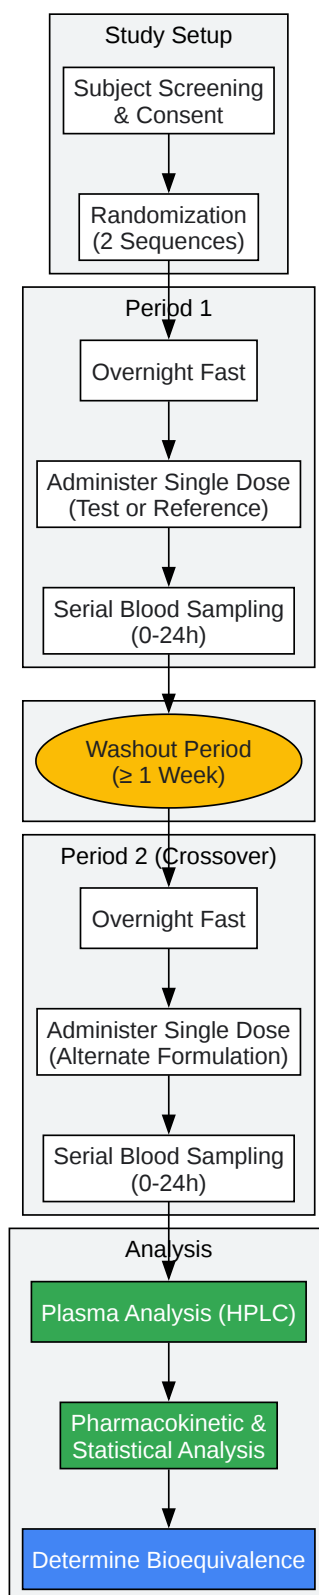 Study Setup
Subject Screening
& Consent
Randomization
(2 Sequences)
Period 1
Overnight Fast
Administer Single Dose
(Test or Reference)
Serial Blood Sampling
(0-24h)
Washout Period
(≥ 1 Week)
Period 2 (Crossover)
Overnight Fast
Administer Single Dose
(Alternate Formulation)
Serial Blood Sampling
(0-24h)
Analysis
Plasma Analysis (HPLC)
Pharmacokinetic &
Statistical Analysis
Determine Bioequivalence